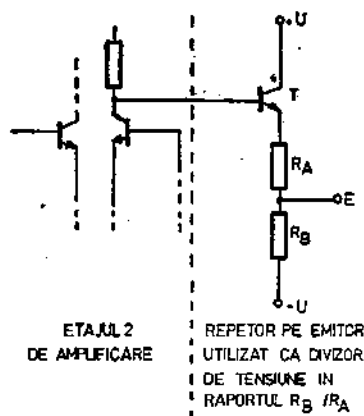 +U
T
R_A
E
R_B
-U
ETAJUL 2
DE AMPLIFICARE
REPETOR PE EMITOR
UTILIZAT CA DIVIZOR
DE TENSIUNE IN
RAPORTUL R_B /R_A